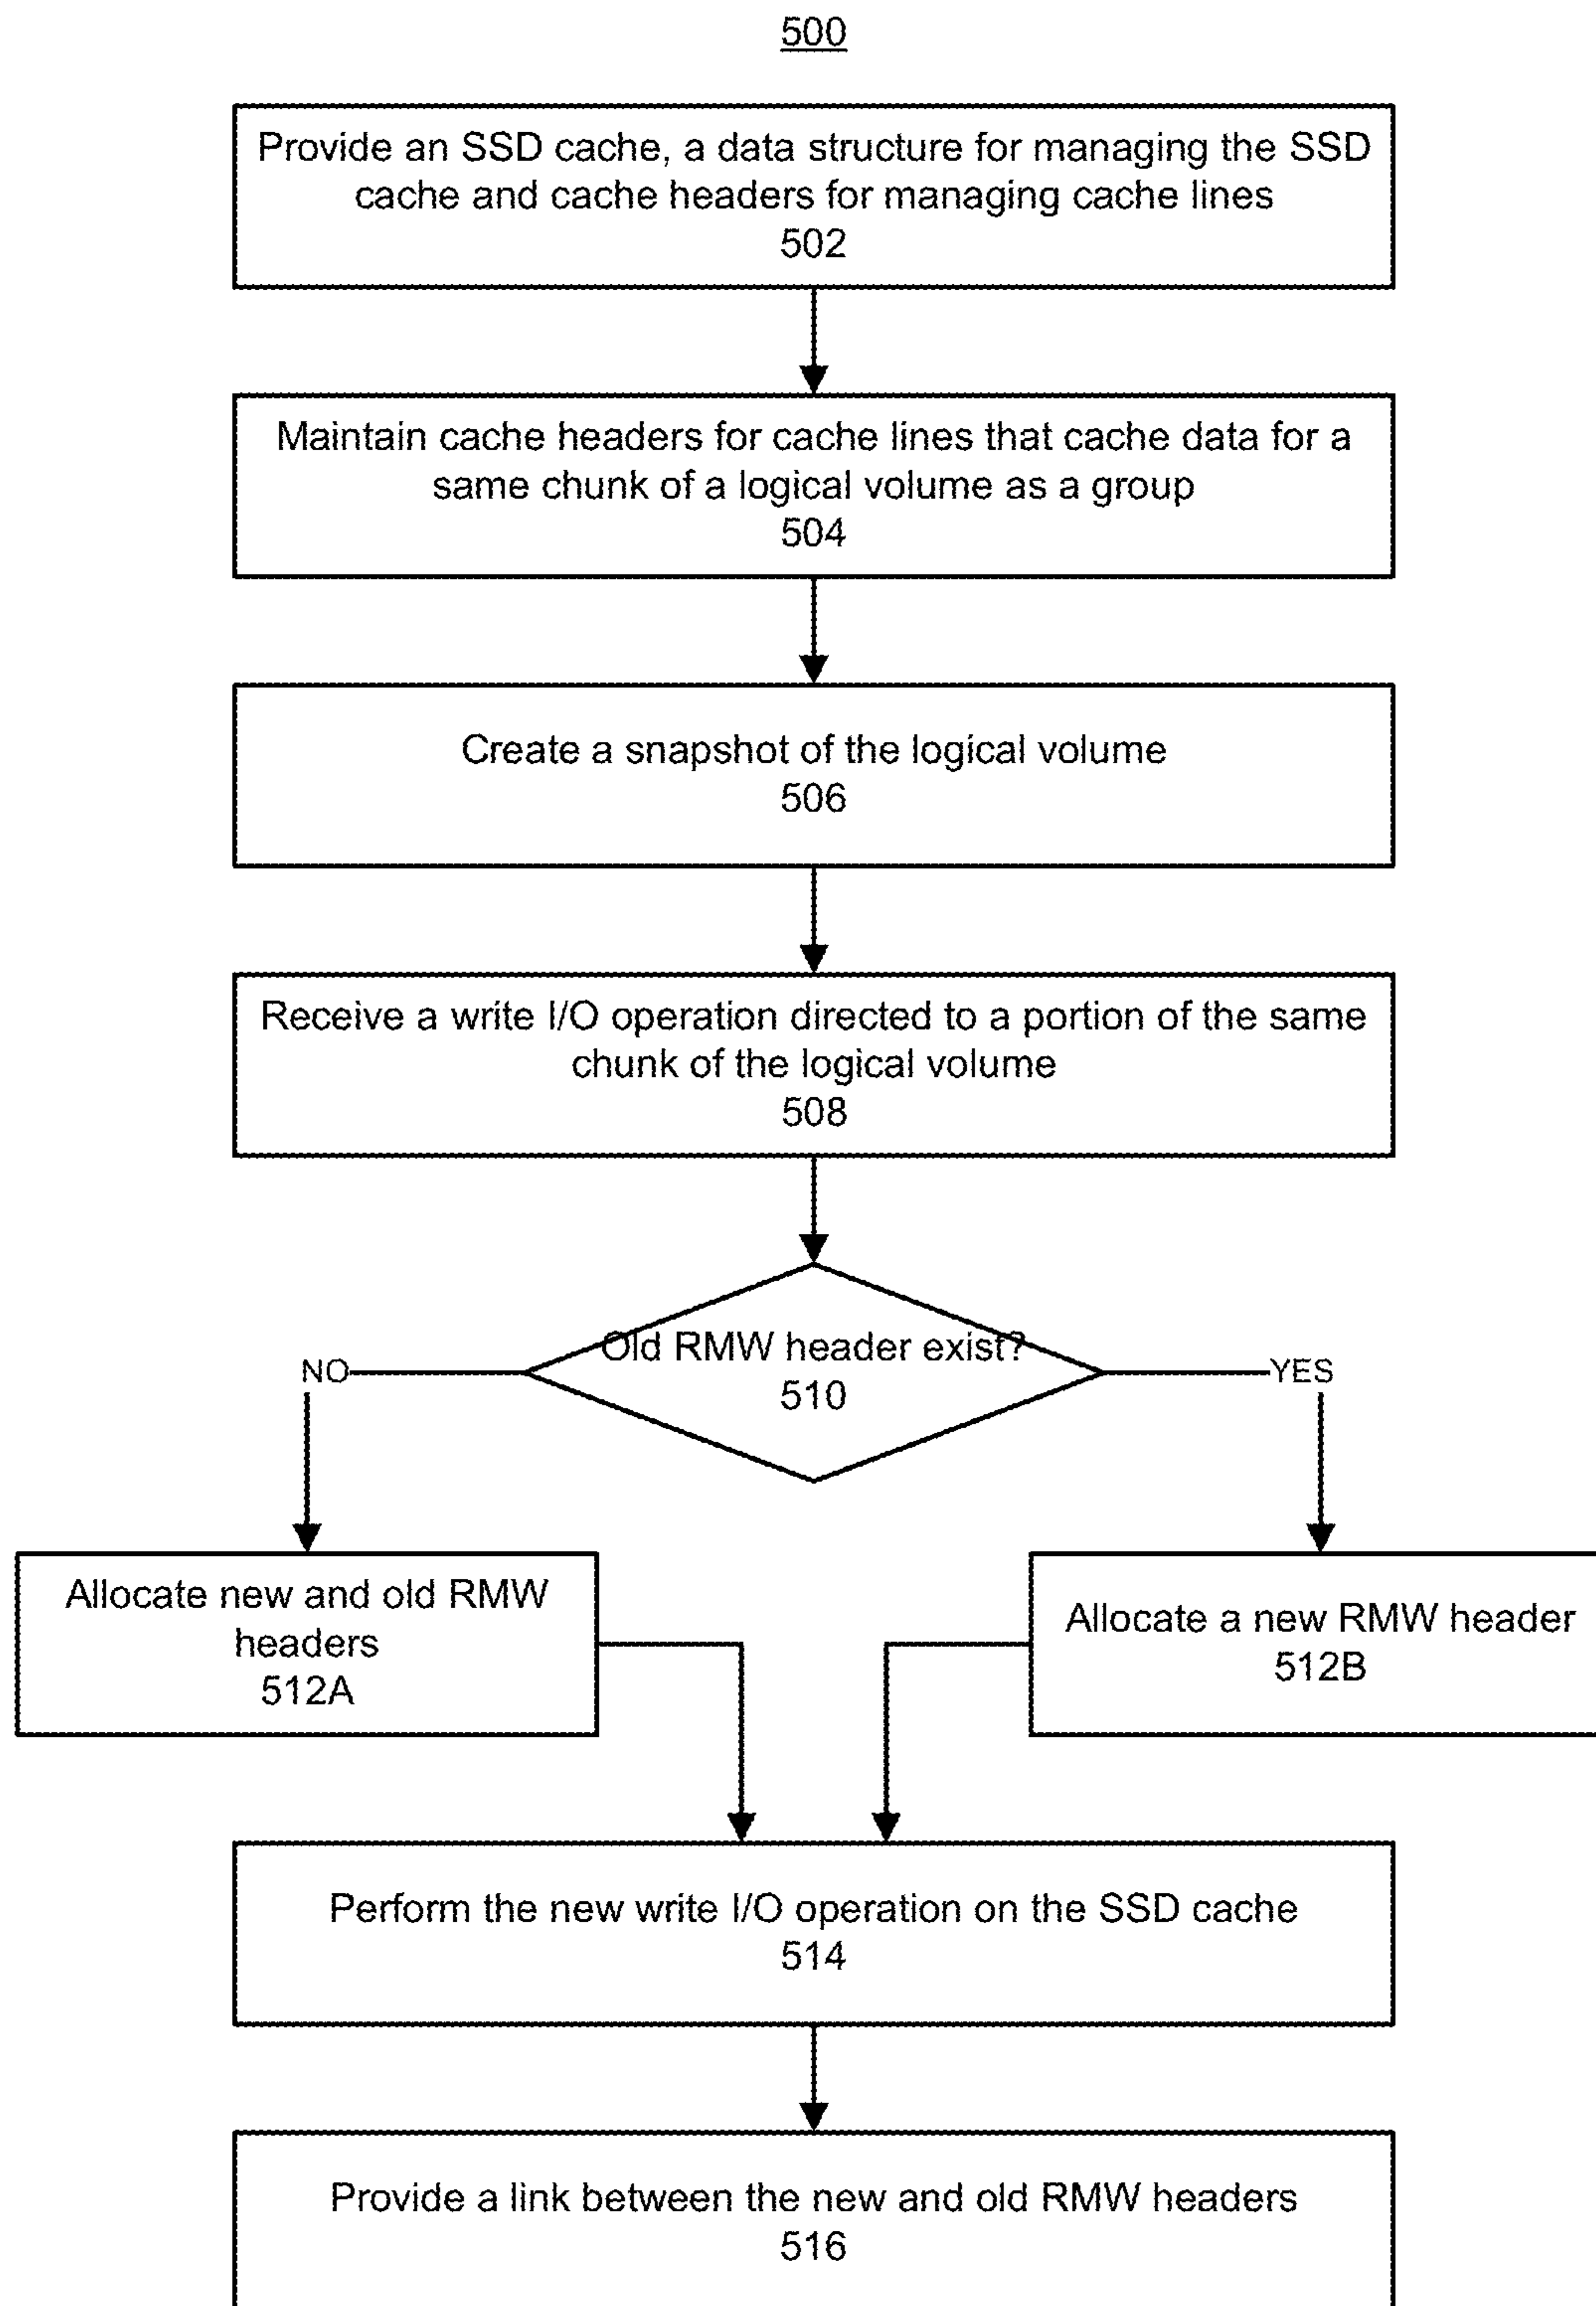 500
Provide an SSD cache, a data structure for managing the SSD
cache and cache headers for managing cache lines
502
Maintain cache headers for cache lines that cache data for a
same chunk of a logical volume as a group
504
Create a snapshot of the logical volume
506
Receive a write I/O operation directed to a portion of the same
chunk of the logical volume
508
Old RMW header exist?
510
NO
YES
Allocate new and old RMW
headers
512A
Allocate a new RMW header
512B
Perform the new write I/O operation on the SSD cache
514
Provide a link between the new and old RMW headers
516